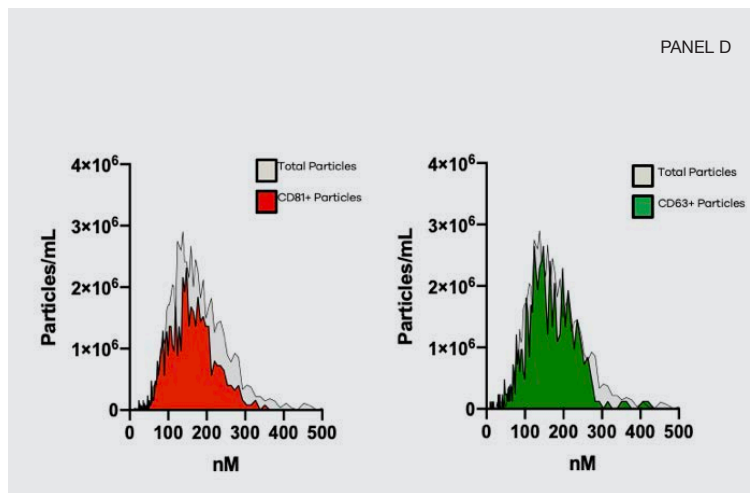 PANEL D
4×10⁶
3×10⁶
2×10⁶
1×10⁶
0
Particles/mL
0 100 200 300 400 500
nM
Total Particles
CD81+ Particles
4×10⁶
3×10⁶
2×10⁶
1×10⁶
0
Particles/mL
0 100 200 300 400 500
nM
Total Particles
CD63+ Particles